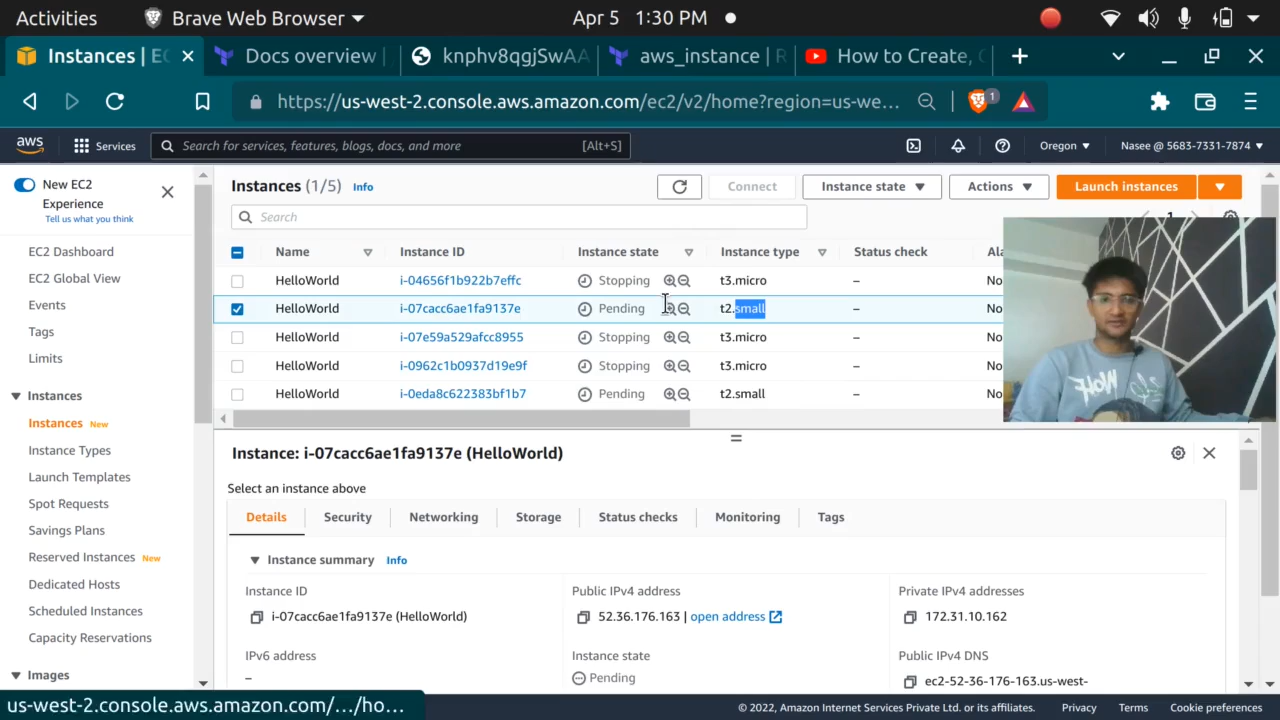 Activities
Brave Web Browser
Apr 5 1:30 PM
Instances | EC
Docs overview |
knphv8qgjSwAA
aws_instance | R
How to Create, C
https://us-west-2.console.aws.amazon.com/ec2/v2/home?region=us-we...
1
aws
Services
Search for services, features, blogs, docs, and more
[Alt+S]
Oregon
Nasee @ 5683-7331-7874
New EC2
Experience
Tell us what you think
EC2 Dashboard
EC2 Global View
Events
Tags
Limits
Instances
Instances New
Instance Types
Launch Templates
Spot Requests
Savings Plans
Reserved Instances New
Dedicated Hosts
Scheduled Instances
Capacity Reservations
Images
Instances (1/5) Info
Connect
Instance state
Actions
Launch instances
Search
1
Name Instance ID Instance state Instance type Status check Ala
HelloWorld i-04656f1b922b7effc Stopping t3.micro – No
HelloWorld i-07cacc6ae1fa9137e Pending t2.small – No
HelloWorld i-07e59a529afcc8955 Stopping t3.micro – No
HelloWorld i-0962c1b0937d19e9f Stopping t3.micro – No
HelloWorld i-0eda8c622383bf1b7 Pending t2.small – No
Instance: i-07cacc6ae1fa9137e (HelloWorld)
Select an instance above
Details Security Networking Storage Status checks Monitoring Tags
Instance summary Info
Instance ID
i-07cacc6ae1fa9137e (HelloWorld)
Public IPv4 address
52.36.176.163 | open address
Private IPv4 addresses
172.31.10.162
IPv6 address
–
Instance state
Pending
Public IPv4 DNS
ec2-52-36-176-163.us-west-
us-west-2.console.aws.amazon.com/.../ho...
© 2022, Amazon Internet Services Private Ltd. or its affiliates.
Privacy Terms Cookie preferences